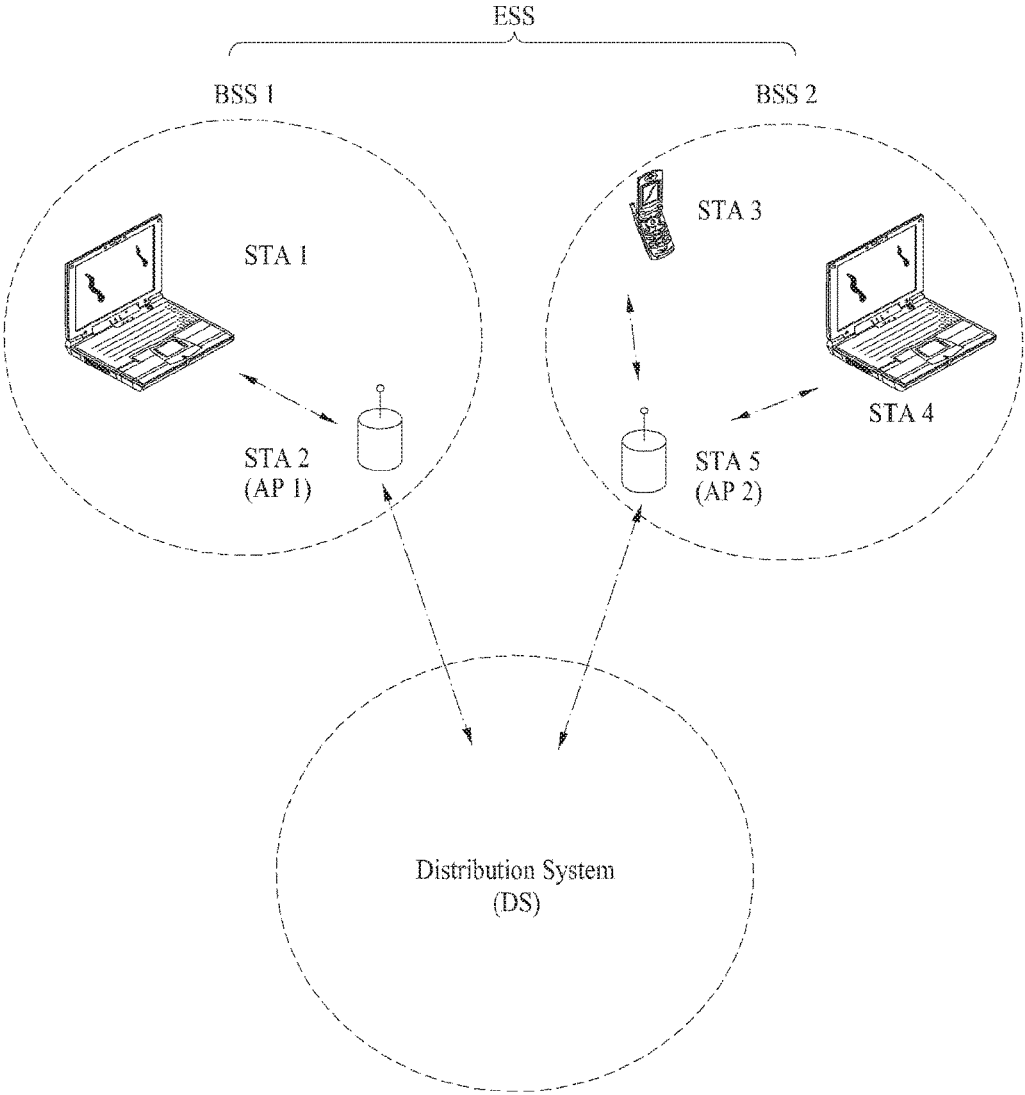 ESS
BSS 1
BSS 2
STA 1
STA 3
STA 4
STA 2
(AP 1)
STA 5
(AP 2)
Distribution System
(DS)